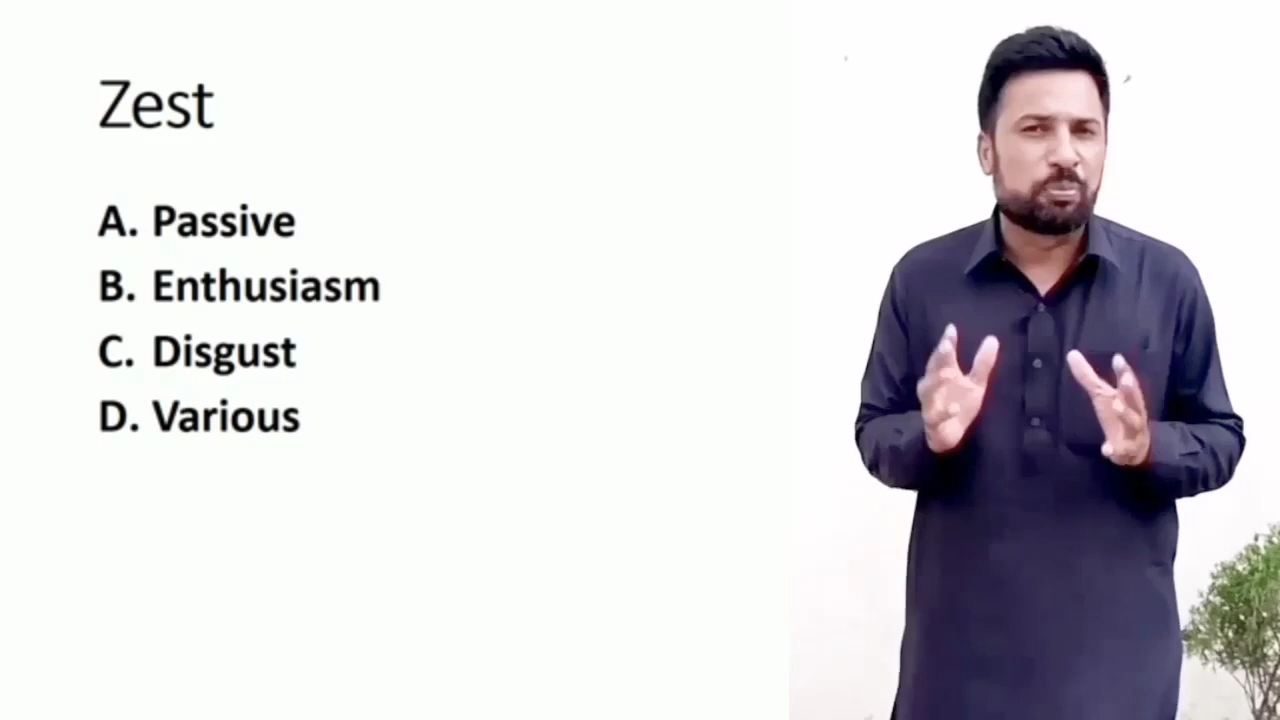 Zest
A. Passive
B. Enthusiasm
C. Disgust
D. Various